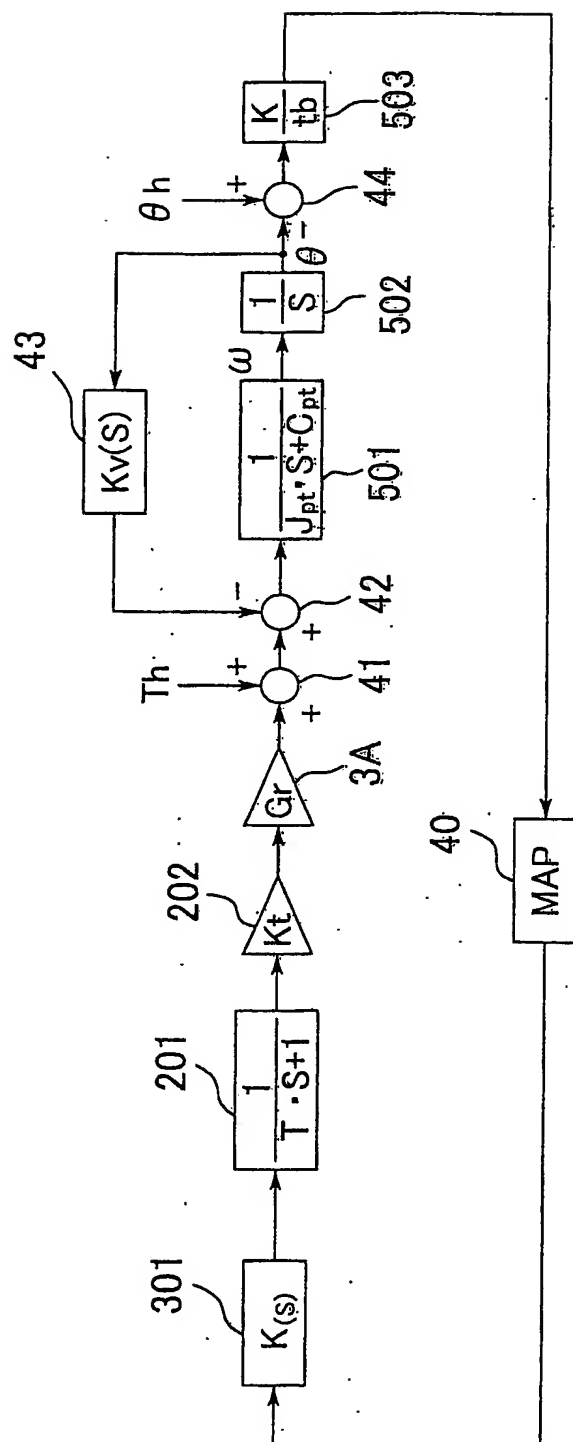 301
K(s)
201
1
T · S+1
202
Kt
Gr
3A
Th
+
+
41
43
Kv(S)
−
+
42
1
Jpt' S+Cpt
501
ω
1
S
502
θ
θh
+
−
44
K
tb
503
40
MAP